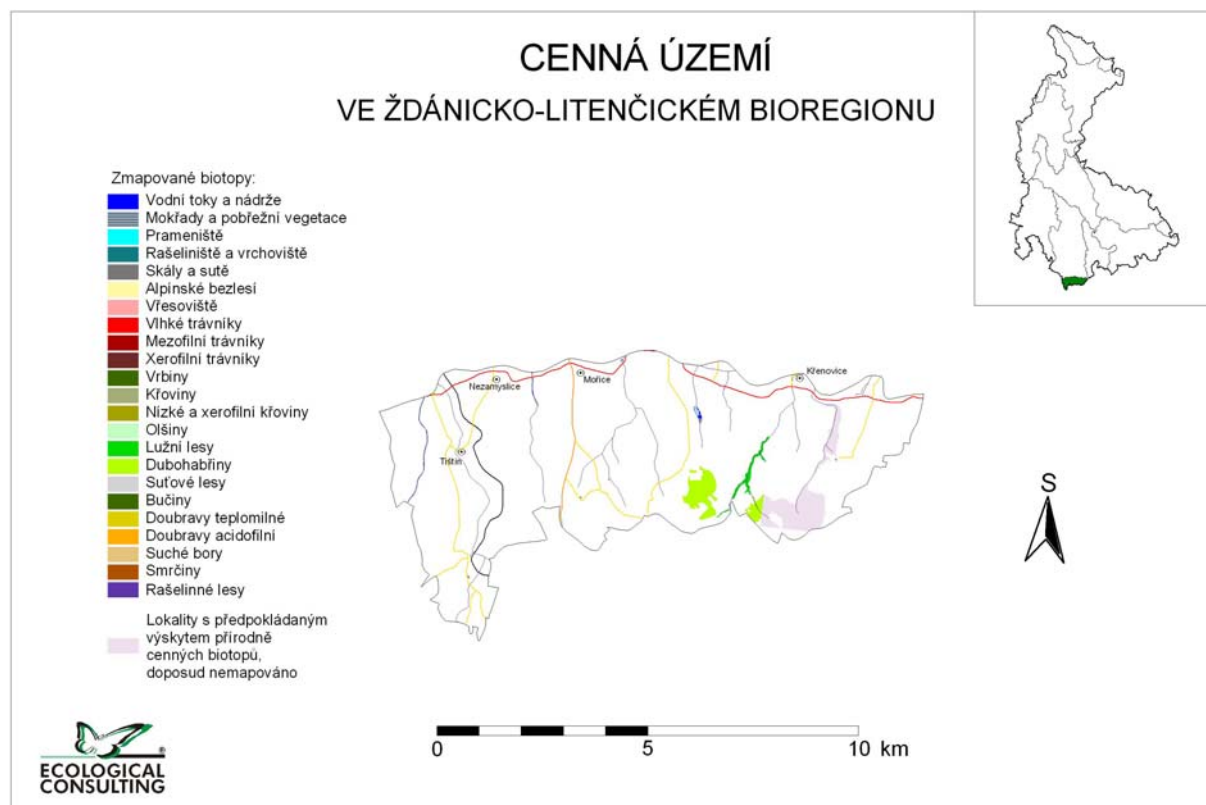 CENNÁ ÚZEMÍ
VE ŽDÁNICKO-LITENČICKÉM BIOREGIONU
Zmapované biotopy:
Vodní toky a nádrže
Mokřady a pobřežní vegetace
Prameniště
Rašeliniště a vrchoviště
Skály a sutě
Alpinské bezlesí
Vřesoviště
Vlhké trávníky
Mezofilní trávníky
Xerofilní trávníky
Vrbiny
Křoviny
Nízké a xerofilní křoviny
Olšiny
Lužní lesy
Dubohabřiny
Suťové lesy
Bučiny
Doubravy teplomilné
Doubravy acidofilní
Suché bory
Smrčiny
Rašelinné lesy
Lokality s předpokládaným
výskytem přírodně
cenných biotopů,
doposud nemapováno
Nezamyslice
Mořice
Křenovice
Tištín
S
0 5 10 km
®
ECOLOGICAL
CONSULTING